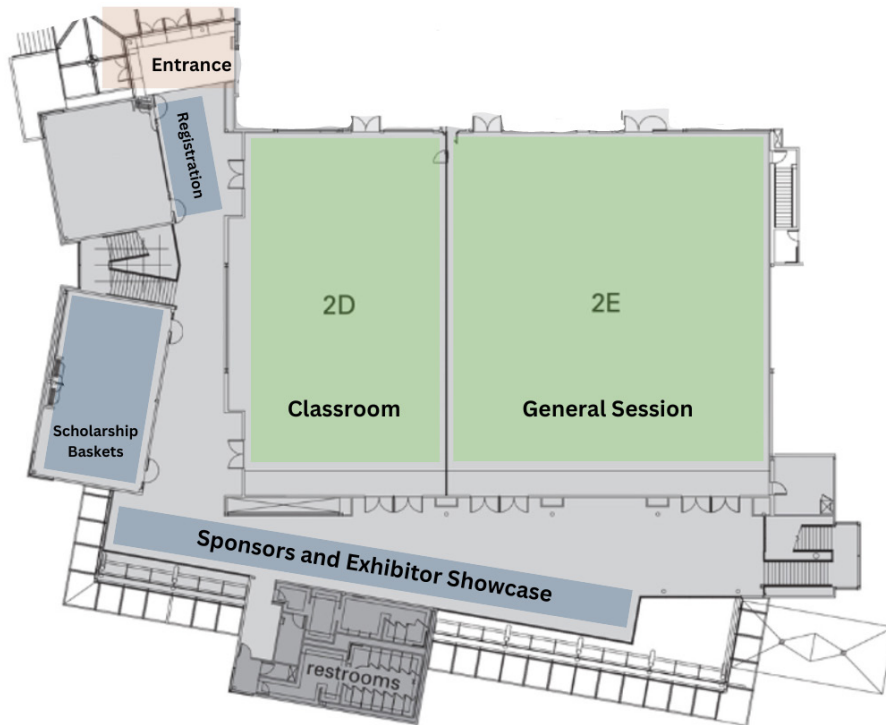 Entrance
Registration
2D
2E
Classroom
General Session
Scholarship
Baskets
Sponsors and Exhibitor Showcase
restrooms